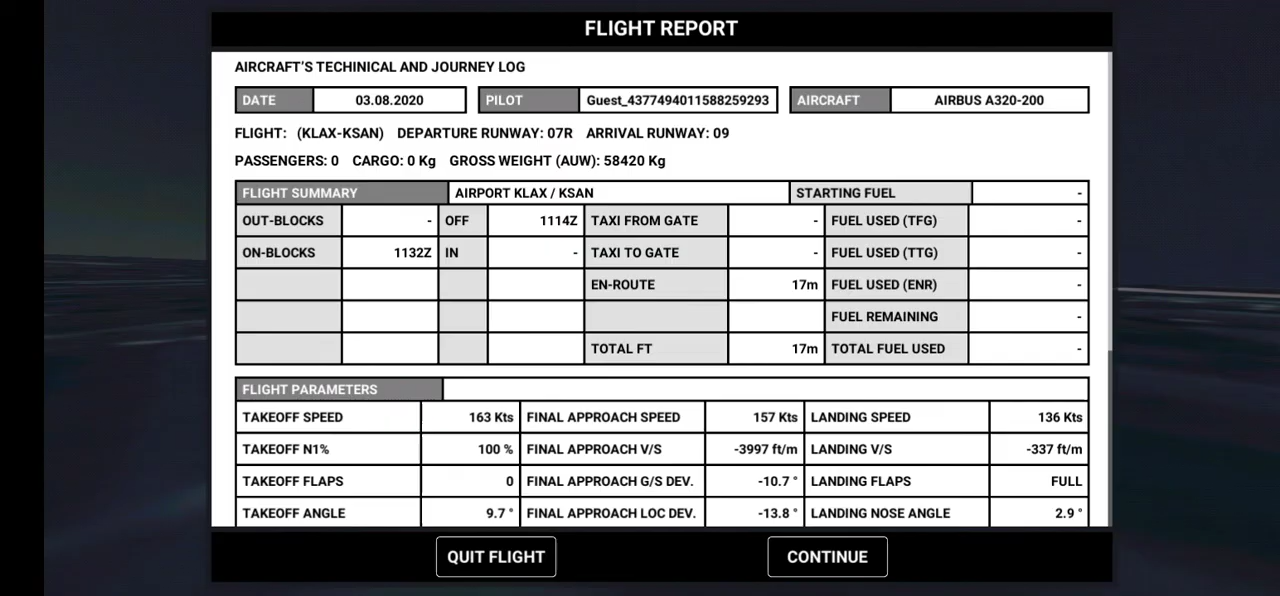 FLIGHT REPORT
AIRCRAFT'S TECHINICAL AND JOURNEY LOG
DATE 03.08.2020 PILOT Guest_4377494011588259293 AIRCRAFT AIRBUS A320-200
FLIGHT: (KLAX-KSAN) DEPARTURE RUNWAY: 07R ARRIVAL RUNWAY: 09
PASSENGERS: 0 CARGO: 0 Kg GROSS WEIGHT (AUW): 58420 Kg
FLIGHT SUMMARY AIRPORT KLAX / KSAN STARTING FUEL -
OUT-BLOCKS - OFF 1114Z TAXI FROM GATE - FUEL USED (TFG) -
ON-BLOCKS 1132Z IN - TAXI TO GATE - FUEL USED (TTG) -
EN-ROUTE 17m FUEL USED (ENR) -
FUEL REMAINING -
TOTAL FT 17m TOTAL FUEL USED -
FLIGHT PARAMETERS
TAKEOFF SPEED 163 Kts FINAL APPROACH SPEED 157 Kts LANDING SPEED 136 Kts
TAKEOFF N1% 100 % FINAL APPROACH V/S -3997 ft/m LANDING V/S -337 ft/m
TAKEOFF FLAPS 0 FINAL APPROACH G/S DEV. -10.7 ° LANDING FLAPS FULL
TAKEOFF ANGLE 9.7 ° FINAL APPROACH LOC DEV. -13.8 ° LANDING NOSE ANGLE 2.9 °
QUIT FLIGHT CONTINUE